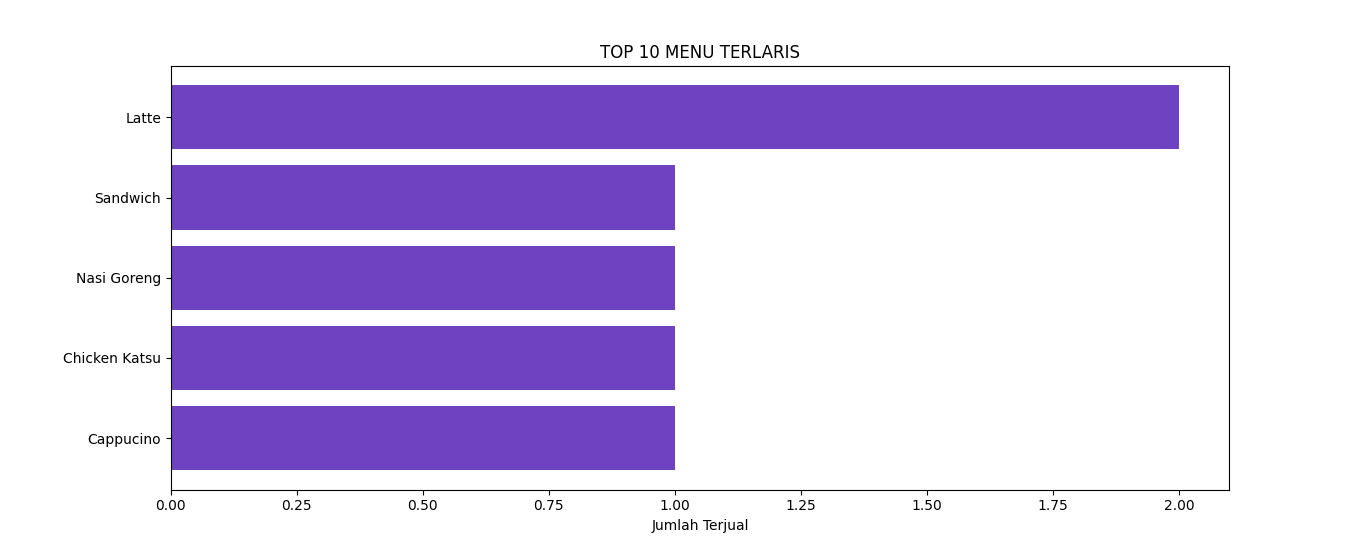 TOP 10 MENU TERLARIS
Latte
Sandwich
Nasi Goreng
Chicken Katsu
Cappucino
0.00 0.25 0.50 0.75 1.00 1.25 1.50 1.75 2.00
Jumlah Terjual